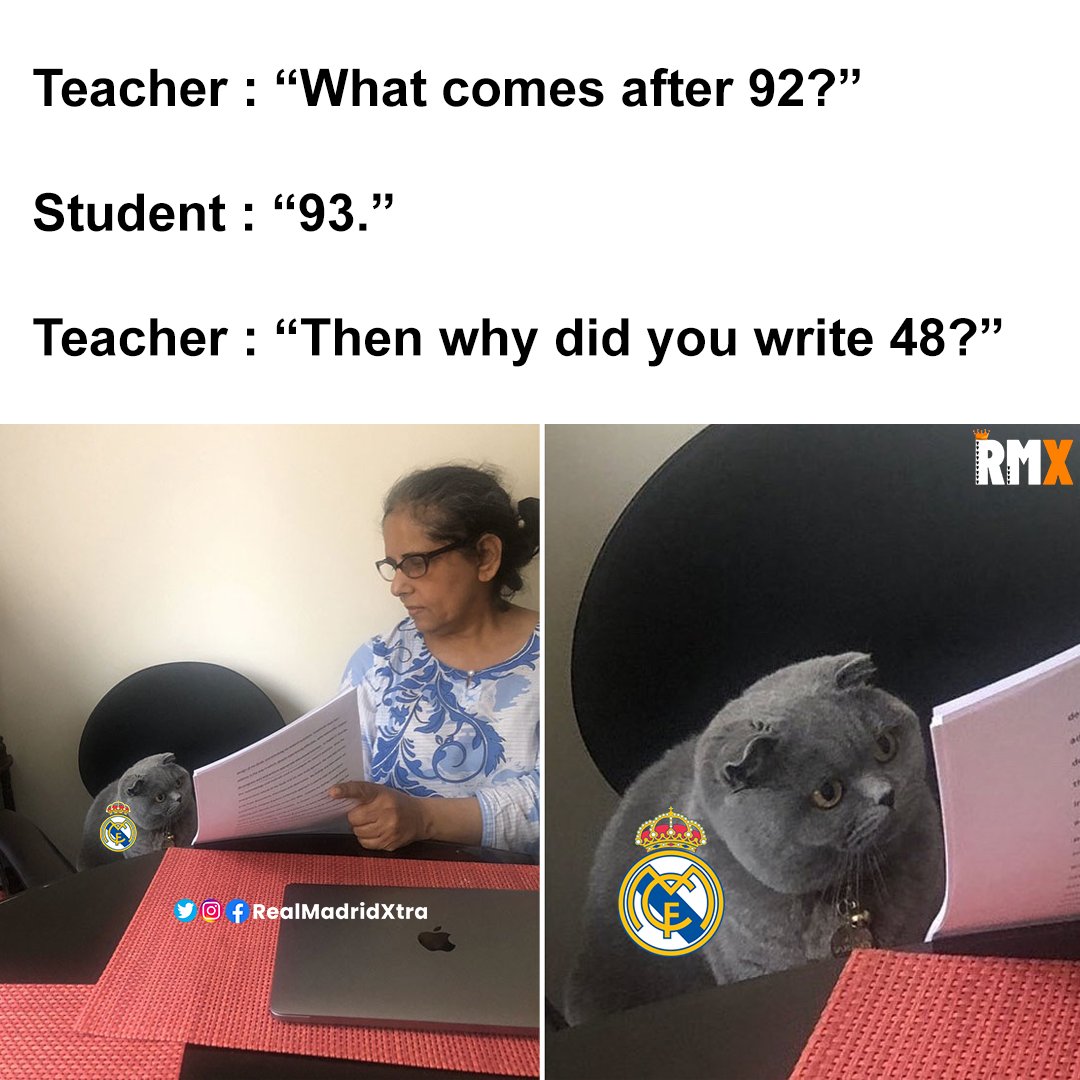 Teacher : “What comes after 92?”
Student : “93.”
Teacher : “Then why did you write 48?”
RMX
RealMadridXtra